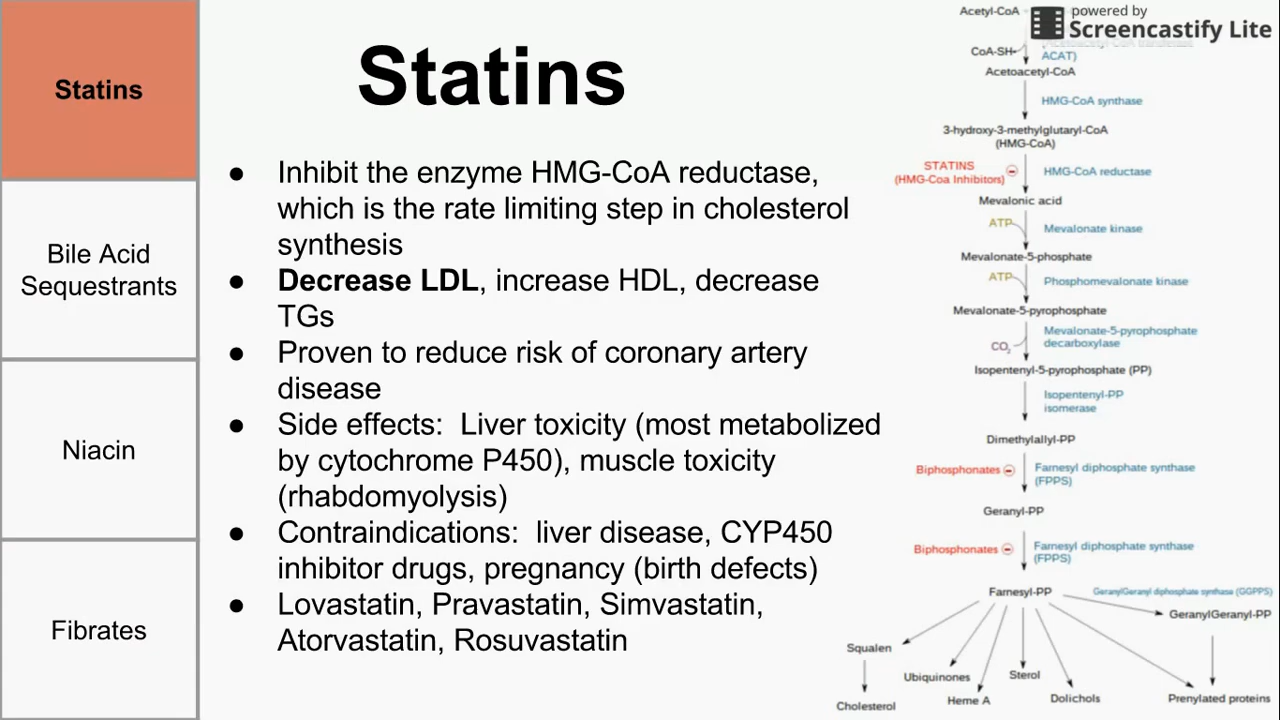 Statins
Bile Acid
Sequestrants
Niacin
Fibrates
Statins
● Inhibit the enzyme HMG-CoA reductase,
which is the rate limiting step in cholesterol
synthesis
● Decrease LDL, increase HDL, decrease
TGs
● Proven to reduce risk of coronary artery
disease
● Side effects:  Liver toxicity (most metabolized
by cytochrome P450), muscle toxicity
(rhabdomyolysis)
● Contraindications:  liver disease, CYP450
inhibitor drugs, pregnancy (birth defects)
● Lovastatin, Pravastatin, Simvastatin,
Atorvastatin, Rosuvastatin
powered by
Screencastify Lite
Acetyl-CoA
CoA-SH
ACAT)
Acetoacetyl-CoA
HMG-CoA synthase
3-hydroxy-3-methylglutaryl-CoA
(HMG-CoA)
STATINS
(HMG-Coa Inhibitors)
HMG-CoA reductase
Mevalonic acid
ATP
Mevalonate kinase
Mevalonate-5-phosphate
ATP
Phosphomevalonate kinase
Mevalonate-5-pyrophosphate
CO₂
Mevalonate-5-pyrophosphate
decarboxylase
Isopentenyl-5-pyrophosphate (PP)
Isopentenyl-PP
isomerase
Dimethylallyl-PP
Biphosphonates
Farnesyl diphosphate synthase
(FPPS)
Geranyl-PP
Biphosphonates
Farnesyl diphosphate synthase
(FPPS)
Farnesyl-PP
GeranylGeranyl diphosphate synthase (GGPPS)
GeranylGeranyl-PP
Squalen
Ubiquinones
Sterol
Cholesterol
Heme A
Dolichols
Prenylated proteins